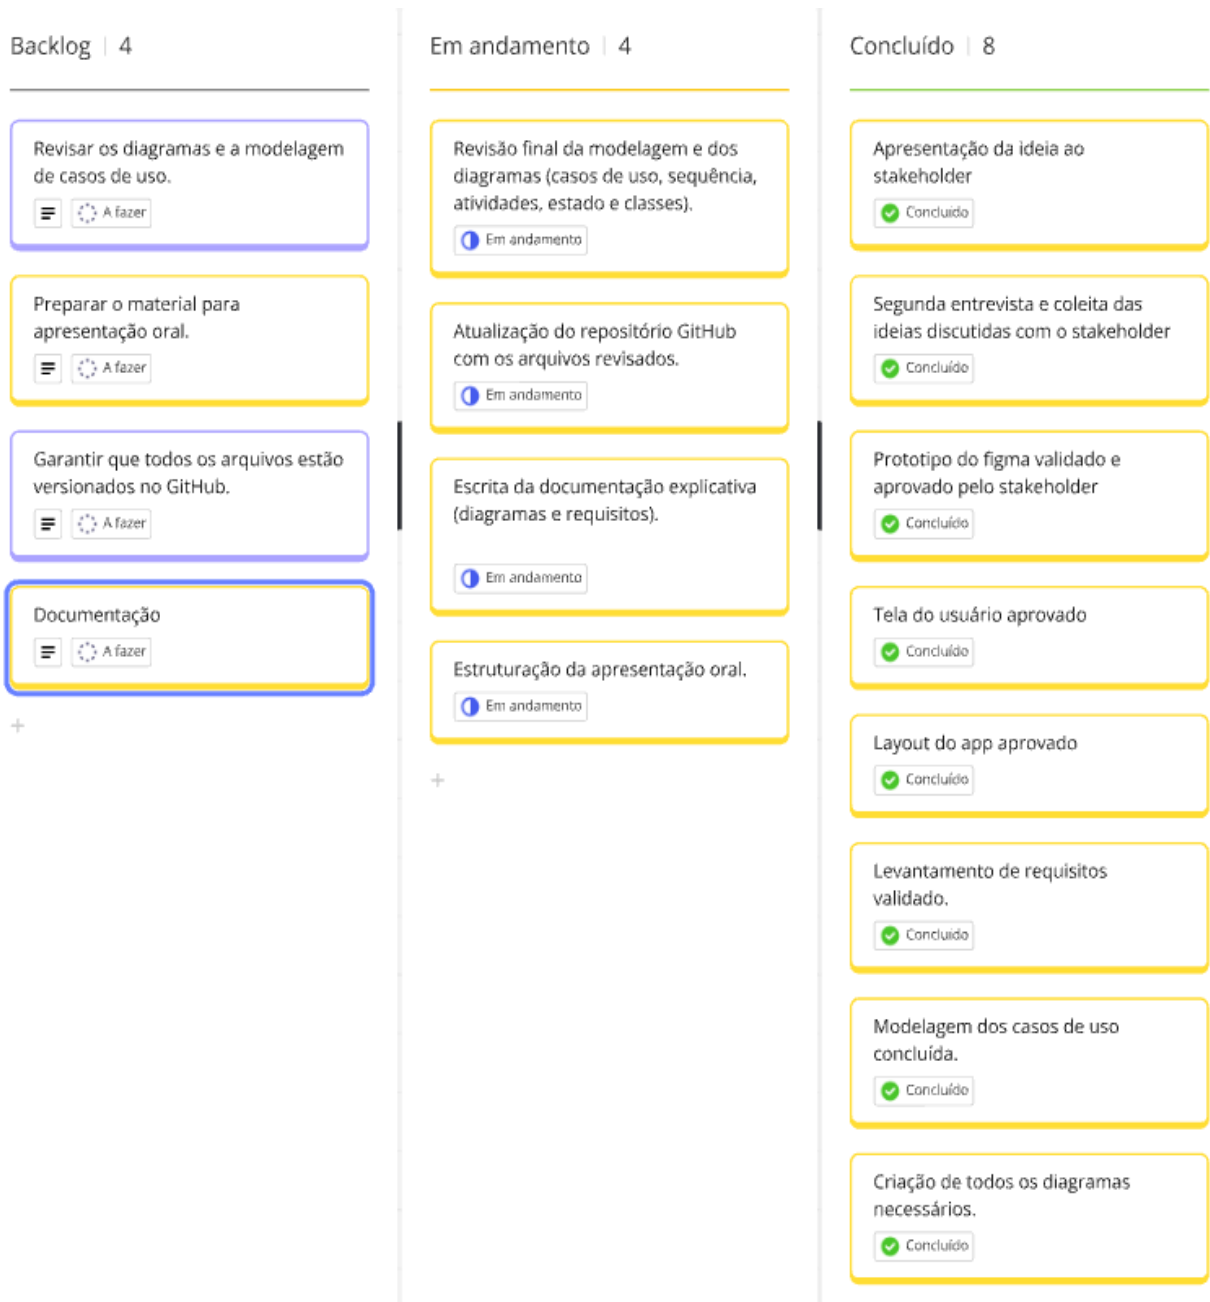 Backlog | 4
Revisar os diagramas e a modelagem
de casos de uso.
A fazer
Preparar o material para
apresentação oral.
A fazer
Garantir que todos os arquivos estão
versionados no GitHub.
A fazer
Documentação
A fazer
+
Em andamento | 4
Revisão final da modelagem e dos
diagramas (casos de uso, sequência,
atividades, estado e classes).
Em andamento
Atualização do repositório GitHub
com os arquivos revisados.
Em andamento
Escrita da documentação explicativa
(diagramas e requisitos).
Em andamento
Estruturação da apresentação oral.
Em andamento
+
Concluído | 8
Apresentação da ideia ao
stakeholder
Concluído
Segunda entrevista e coleita das
ideias discutidas com o stakeholder
Concluído
Prototipo do figma validado e
aprovado pelo stakeholder
Concluído
Tela do usuário aprovado
Concluído
Layout do app aprovado
Concluído
Levantamento de requisitos
validado.
Concluído
Modelagem dos casos de uso
concluída.
Concluído
Criação de todos os diagramas
necessários.
Concluído